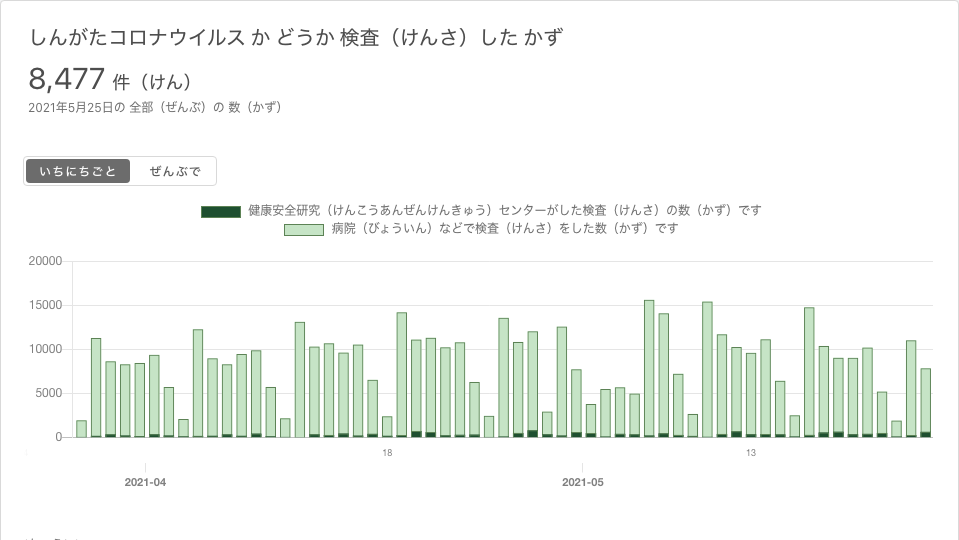 しんがたコロナウイルス か どうか 検査（けんさ）した かず
8,477 件（けん）
2021年5月25日の 全部（ぜんぶ）の 数（かず）
いちにちごと ぜんぶで
健康安全研究（けんこうあんぜんけんきゅう）センターがした検査（けんさ）の数（かず）です
病院（びょういん）などで検査（けんさ）をした数（かず）です
20000
15000
10000
5000
0
18 13
2021-04 2021-05